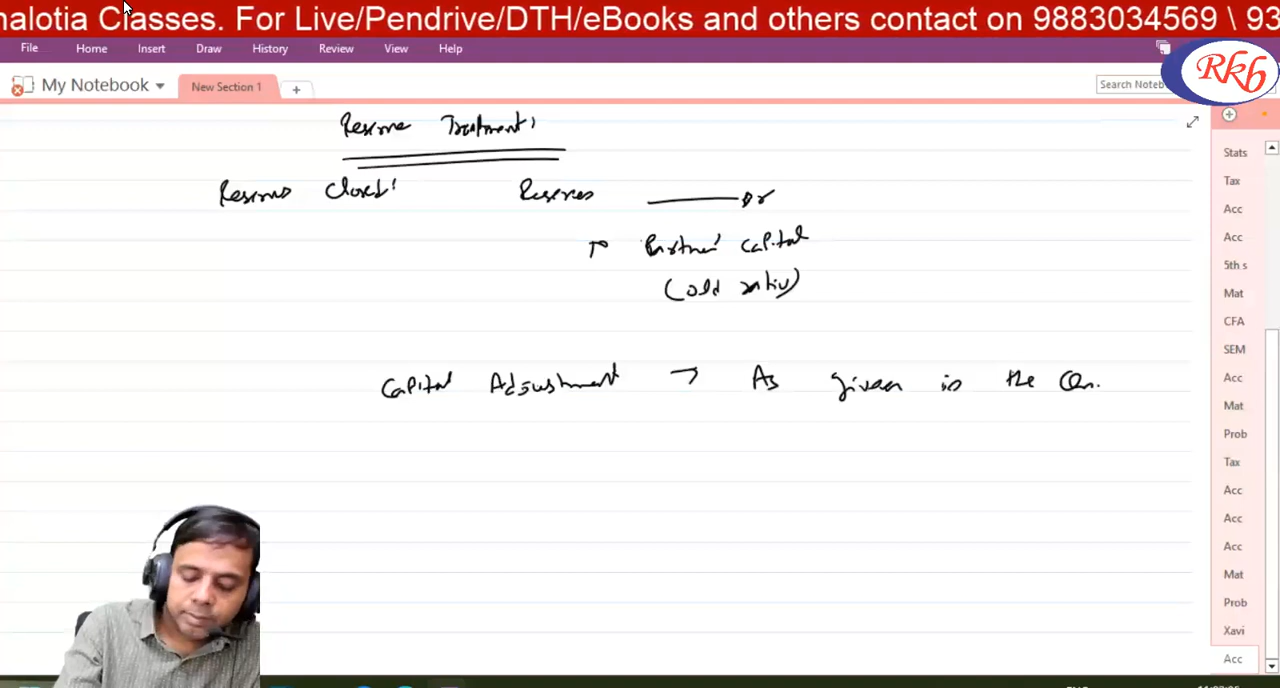 nalotia Classes. For Live/Pendrive/DTH/eBooks and others contact on 9883034569 \ 93
File Home Insert Draw History Review View Help
My Notebook New Section 1 + Search Noteb
RKb
Reserve Treatment:
Reserves Closed: Reserves Dr
To Partners' Capital
(old ratio)
Capital Adjustment → As given in the Qn.
Stats
Tax
Acc
Acc
5th s
Mat
CFA
SEM
Acc
Mat
Prob
Tax
Acc
Acc
Acc
Mat
Prob
Xavi
Acc